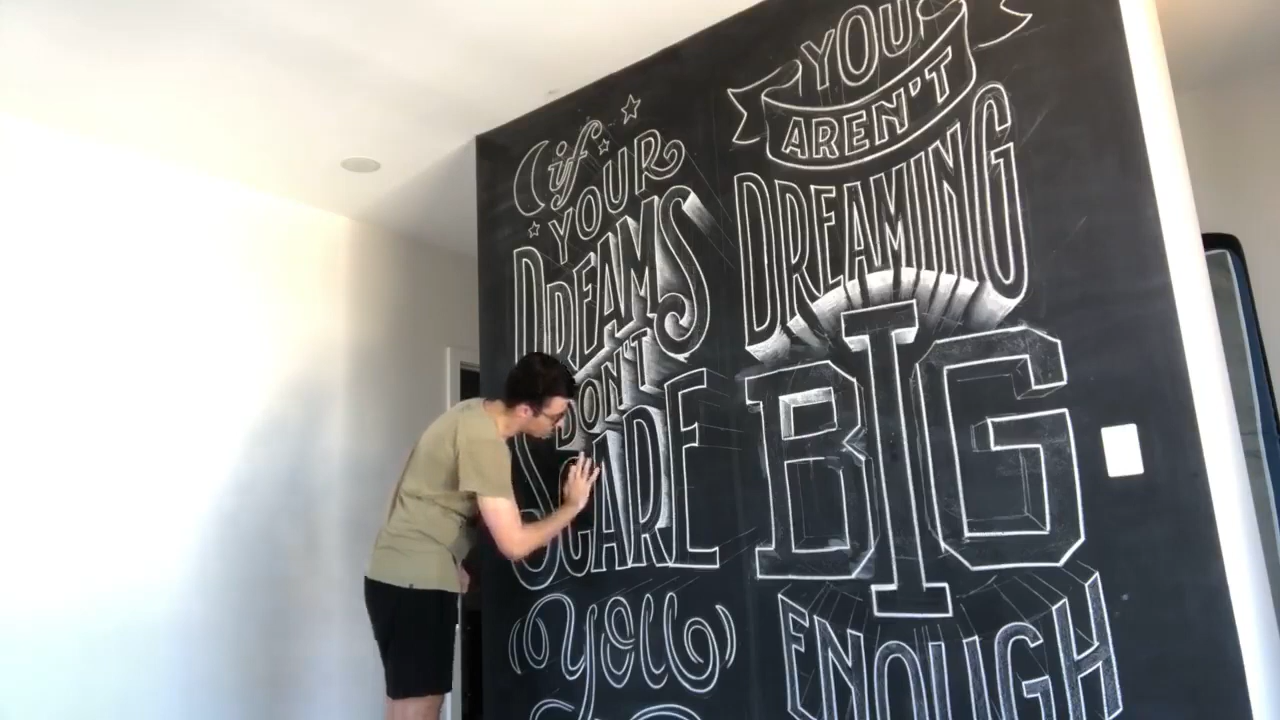 if
YOUR
DREAMS
DON'T
SCARE
you
YOU
AREN'T
DREAMING
BIG
ENOUGH